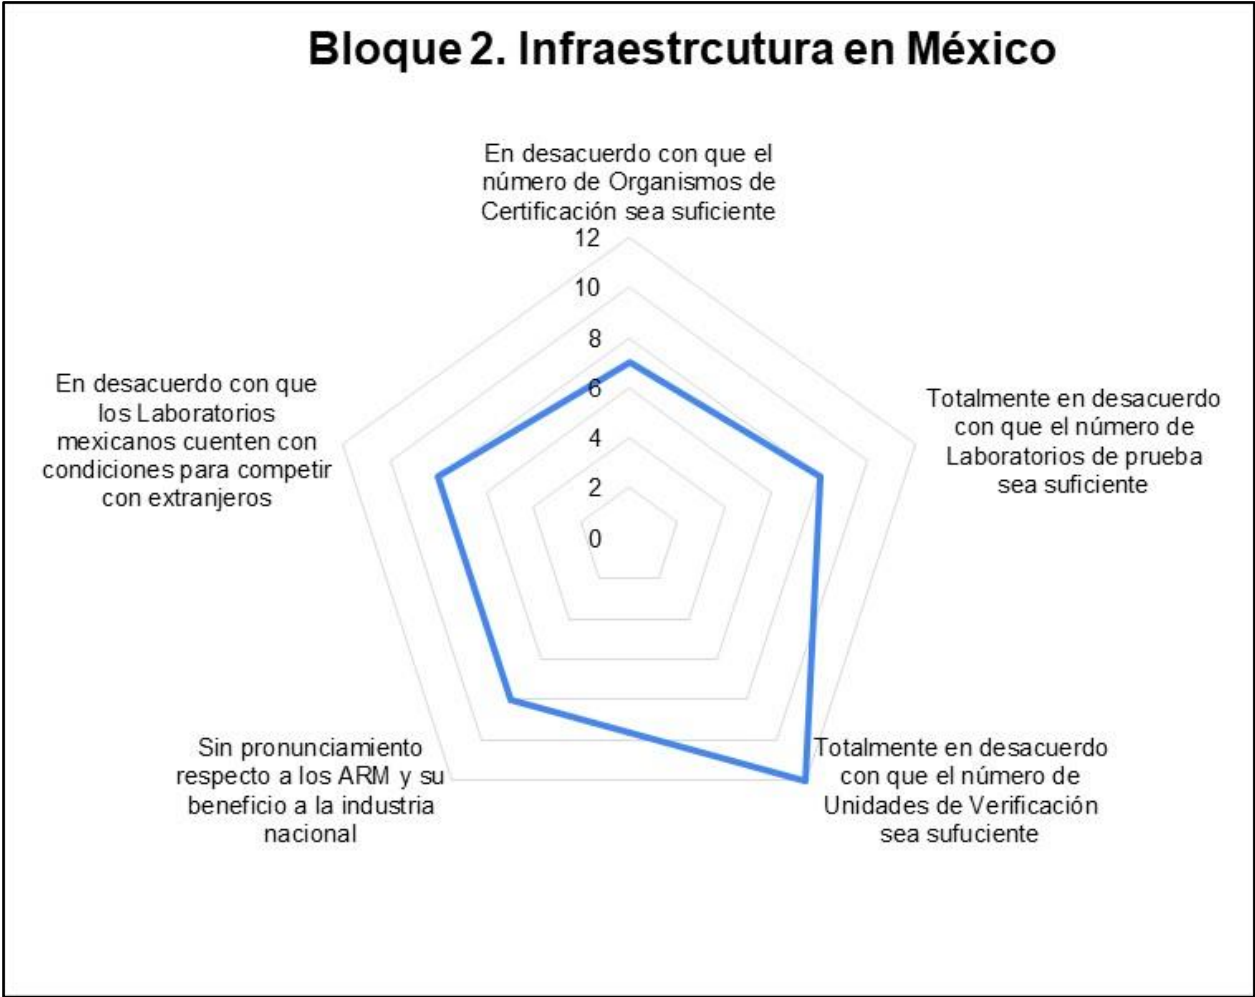 Bloque 2. Infraestrcutura en México
En desacuerdo con que el
número de Organismos de
Certificación sea suficiente
12
10
8
6
4
2
0
Totalmente en desacuerdo
con que el número de
Laboratorios de prueba
sea suficiente
Totalmente en desacuerdo
con que el número de
Unidades de Verificación
sea sufuciente
Sin pronunciamiento
respecto a los ARM y su
beneficio a la industria
nacional
En desacuerdo con que
los Laboratorios
mexicanos cuenten con
condiciones para competir
con extranjeros